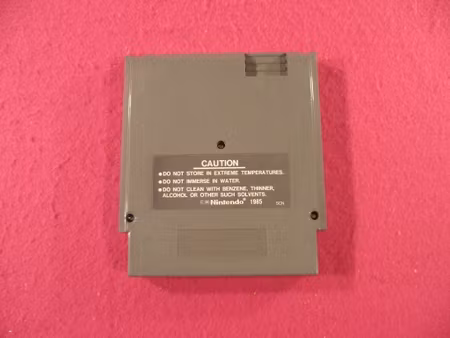 CAUTION
●DO NOT STORE IN EXTREME TEMPERATURES.
●DO NOT IMMERSE IN WATER.
●DO NOT CLEAN WITH BENZENE, THINNER,
ALCOHOL OR OTHER SUCH SOLVENTS.
©® Nintendo® 1985